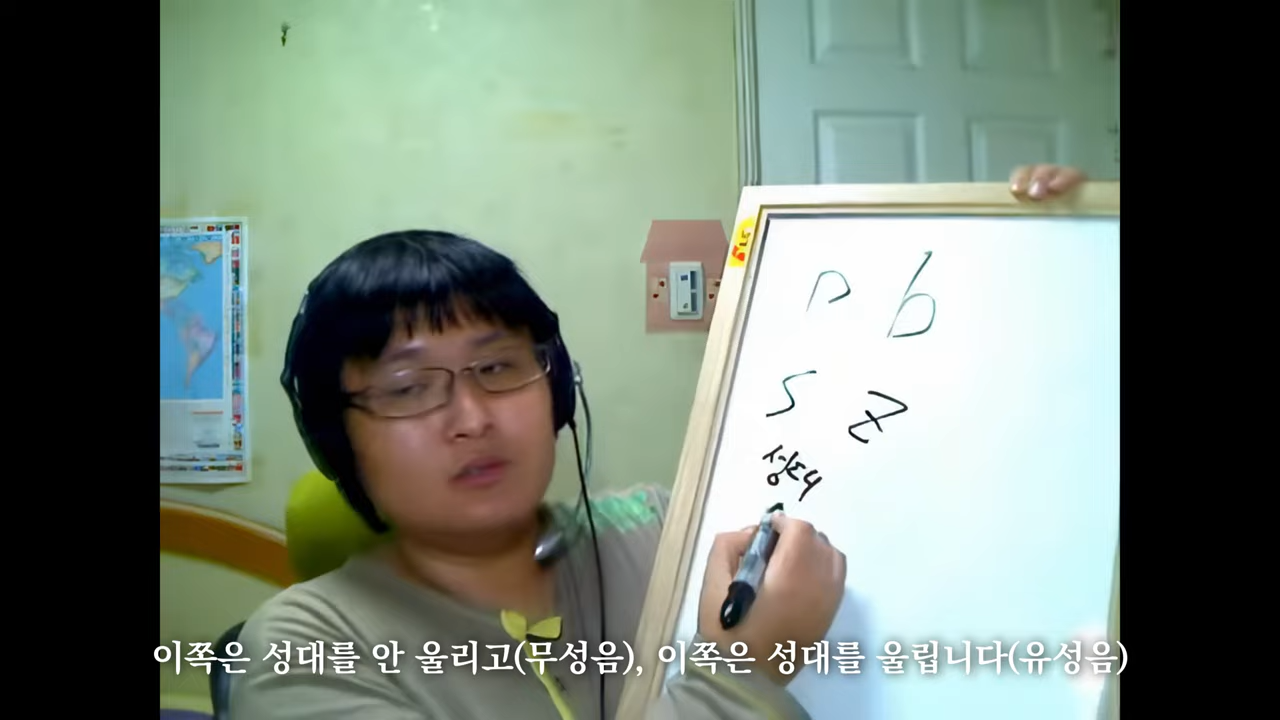 p b
s z
성대
이쪽은 성대를 안 울리고(무성음), 이쪽은 성대를 울립니다(유성음)